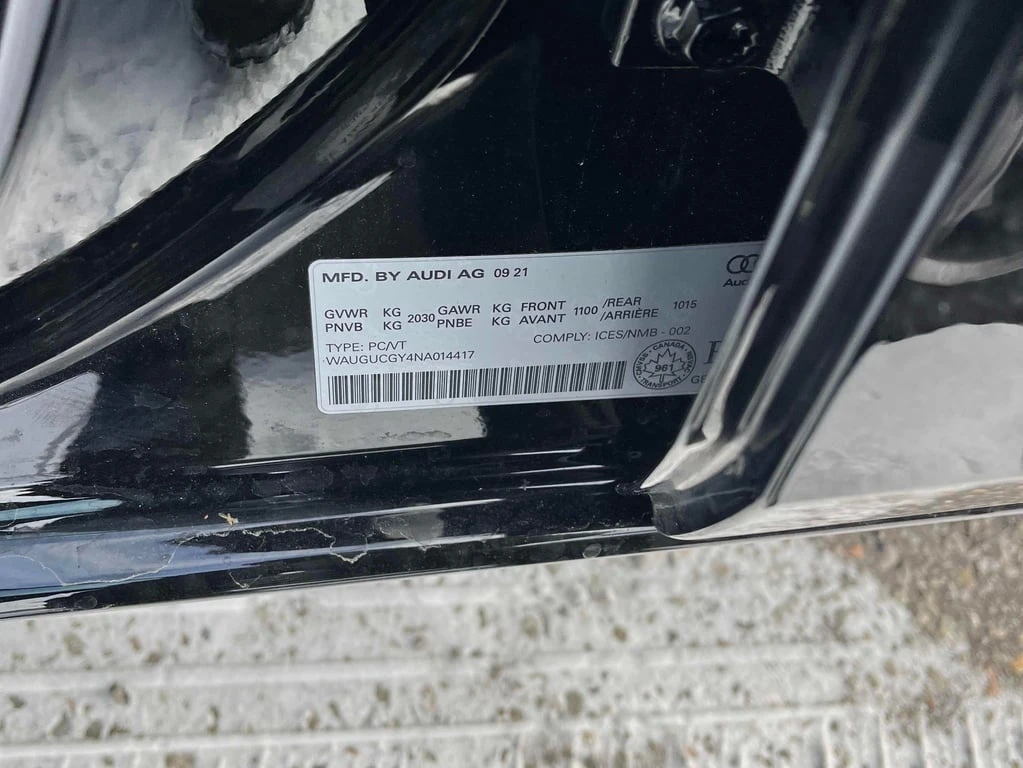 MFD. BY AUDI AG 09 21
GVWR KG 2030 GAWR KG FRONT 1100 /REAR 1015
PNVB KG PNBE KG AVANT /ARRIÈRE
TYPE: PC/VT COMPLY: ICES/NMB - 002
WAUGUCGY4NA014417
CANADA
961
TRANSPORT